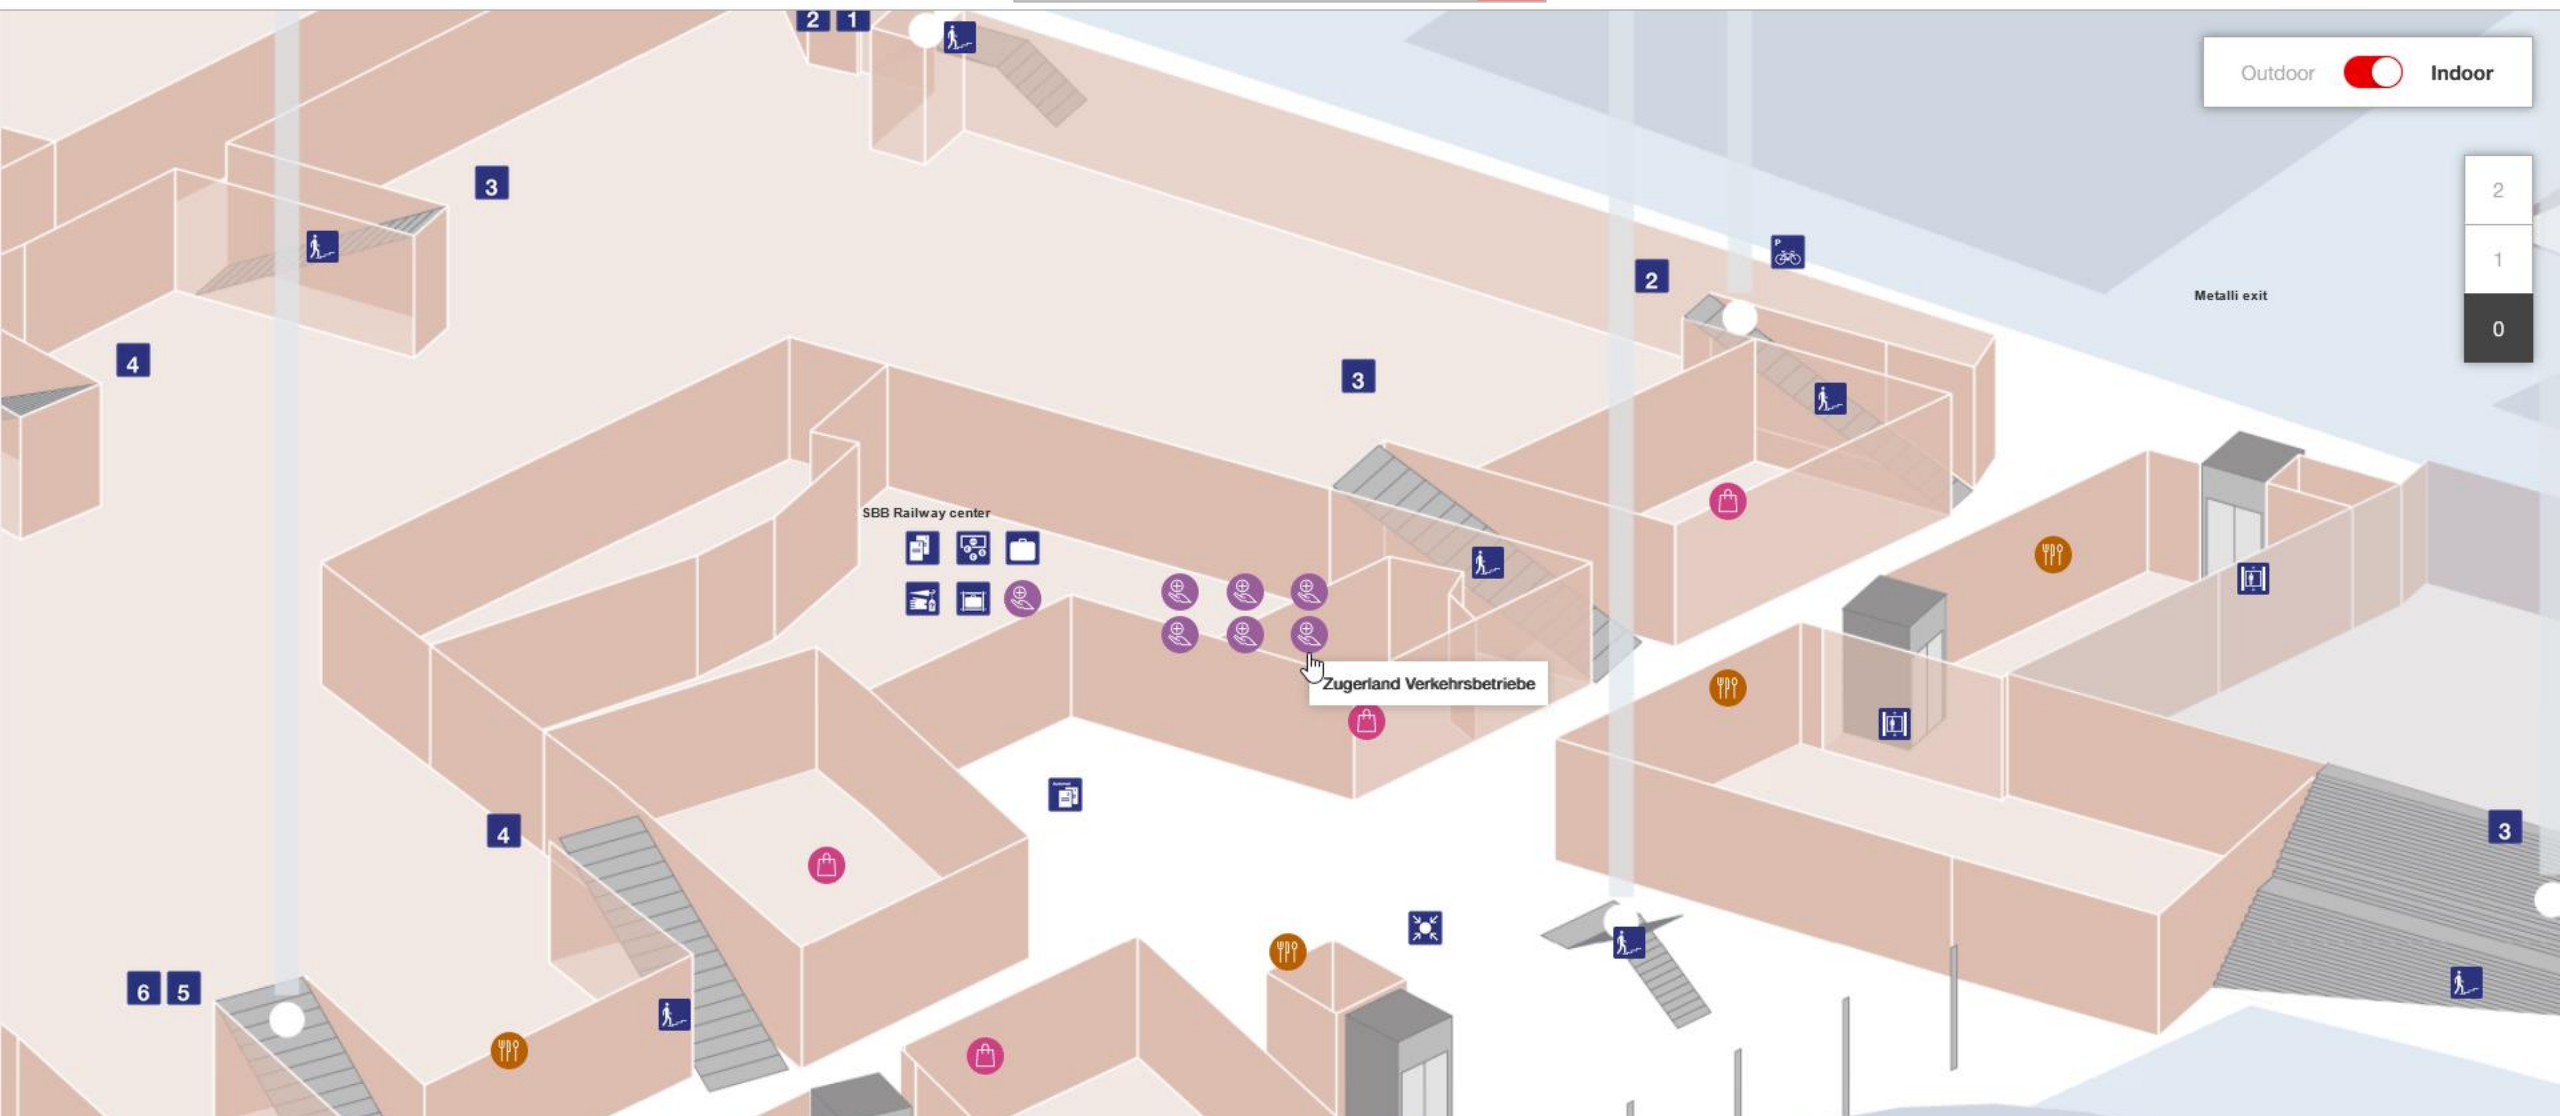 2 1
Outdoor Indoor
3
2
P
2
1
Metalli exit
0
4
3
SBB Railway center
Zugerland Verkehrsbetriebe
4
3
6 5